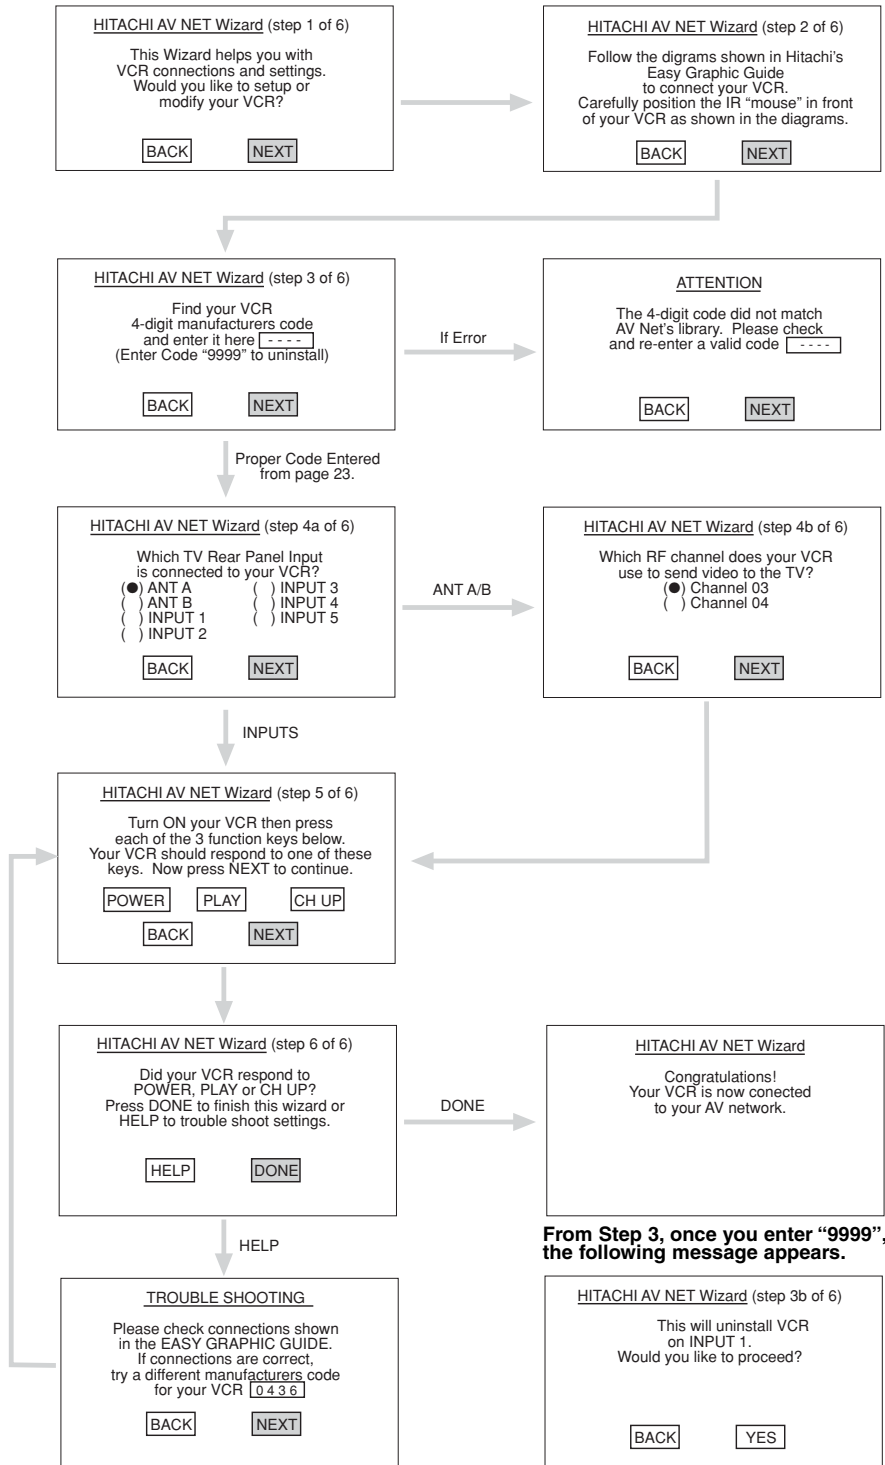 HITACHI AV NET Wizard (step 1 of 6)
This Wizard helps you with
VCR connections and settings.
Would you like to setup or
modify your VCR?
BACK NEXT
HITACHI AV NET Wizard (step 2 of 6)
Follow the digrams shown in Hitachi's
Easy Graphic Guide
to connect your VCR.
Carefully position the IR “mouse” in front
of your VCR as shown in the diagrams.
BACK NEXT
HITACHI AV NET Wizard (step 3 of 6)
Find your VCR
4-digit manufacturers code
and enter it here - - - -
(Enter Code “9999” to uninstall)
BACK NEXT
If Error
ATTENTION
The 4-digit code did not match
AV Net's library. Please check
and re-enter a valid code - - - -
BACK NEXT
Proper Code Entered
from page 23.
HITACHI AV NET Wizard (step 4a of 6)
Which TV Rear Panel Input
is connected to your VCR?
(●) ANT A ( ) INPUT 3
( ) ANT B ( ) INPUT 4
( ) INPUT 1 ( ) INPUT 5
( ) INPUT 2
BACK NEXT
ANT A/B
HITACHI AV NET Wizard (step 4b of 6)
Which RF channel does your VCR
use to send video to the TV?
(●) Channel 03
( ) Channel 04
BACK NEXT
INPUTS
HITACHI AV NET Wizard (step 5 of 6)
Turn ON your VCR then press
each of the 3 function keys below.
Your VCR should respond to one of these
keys. Now press NEXT to continue.
POWER PLAY CH UP
BACK NEXT
HITACHI AV NET Wizard (step 6 of 6)
Did your VCR respond to
POWER, PLAY or CH UP?
Press DONE to finish this wizard or
HELP to trouble shoot settings.
HELP DONE
DONE
HITACHI AV NET Wizard
Congratulations!
Your VCR is now conected
to your AV network.
HELP
TROUBLE SHOOTING
Please check connections shown
in the EASY GRAPHIC GUIDE.
If connections are correct,
try a different manufacturers code
for your VCR 0 4 3 6
BACK NEXT
From Step 3, once you enter “9999”,
the following message appears.
HITACHI AV NET Wizard (step 3b of 6)
This will uninstall VCR
on INPUT 1.
Would you like to proceed?
BACK YES